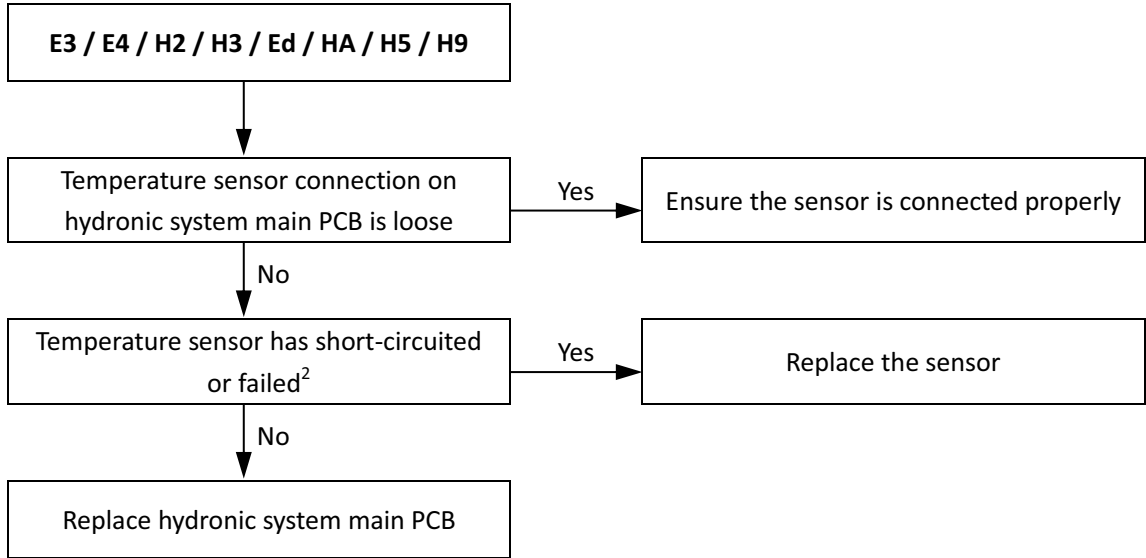 E3 / E4 / H2 / H3 / Ed / HA / H5 / H9
Temperature sensor connection on
hydronic system main PCB is loose
Yes
Ensure the sensor is connected properly
No
Temperature sensor has short-circuited
or failed²
Yes
Replace the sensor
No
Replace hydronic system main PCB